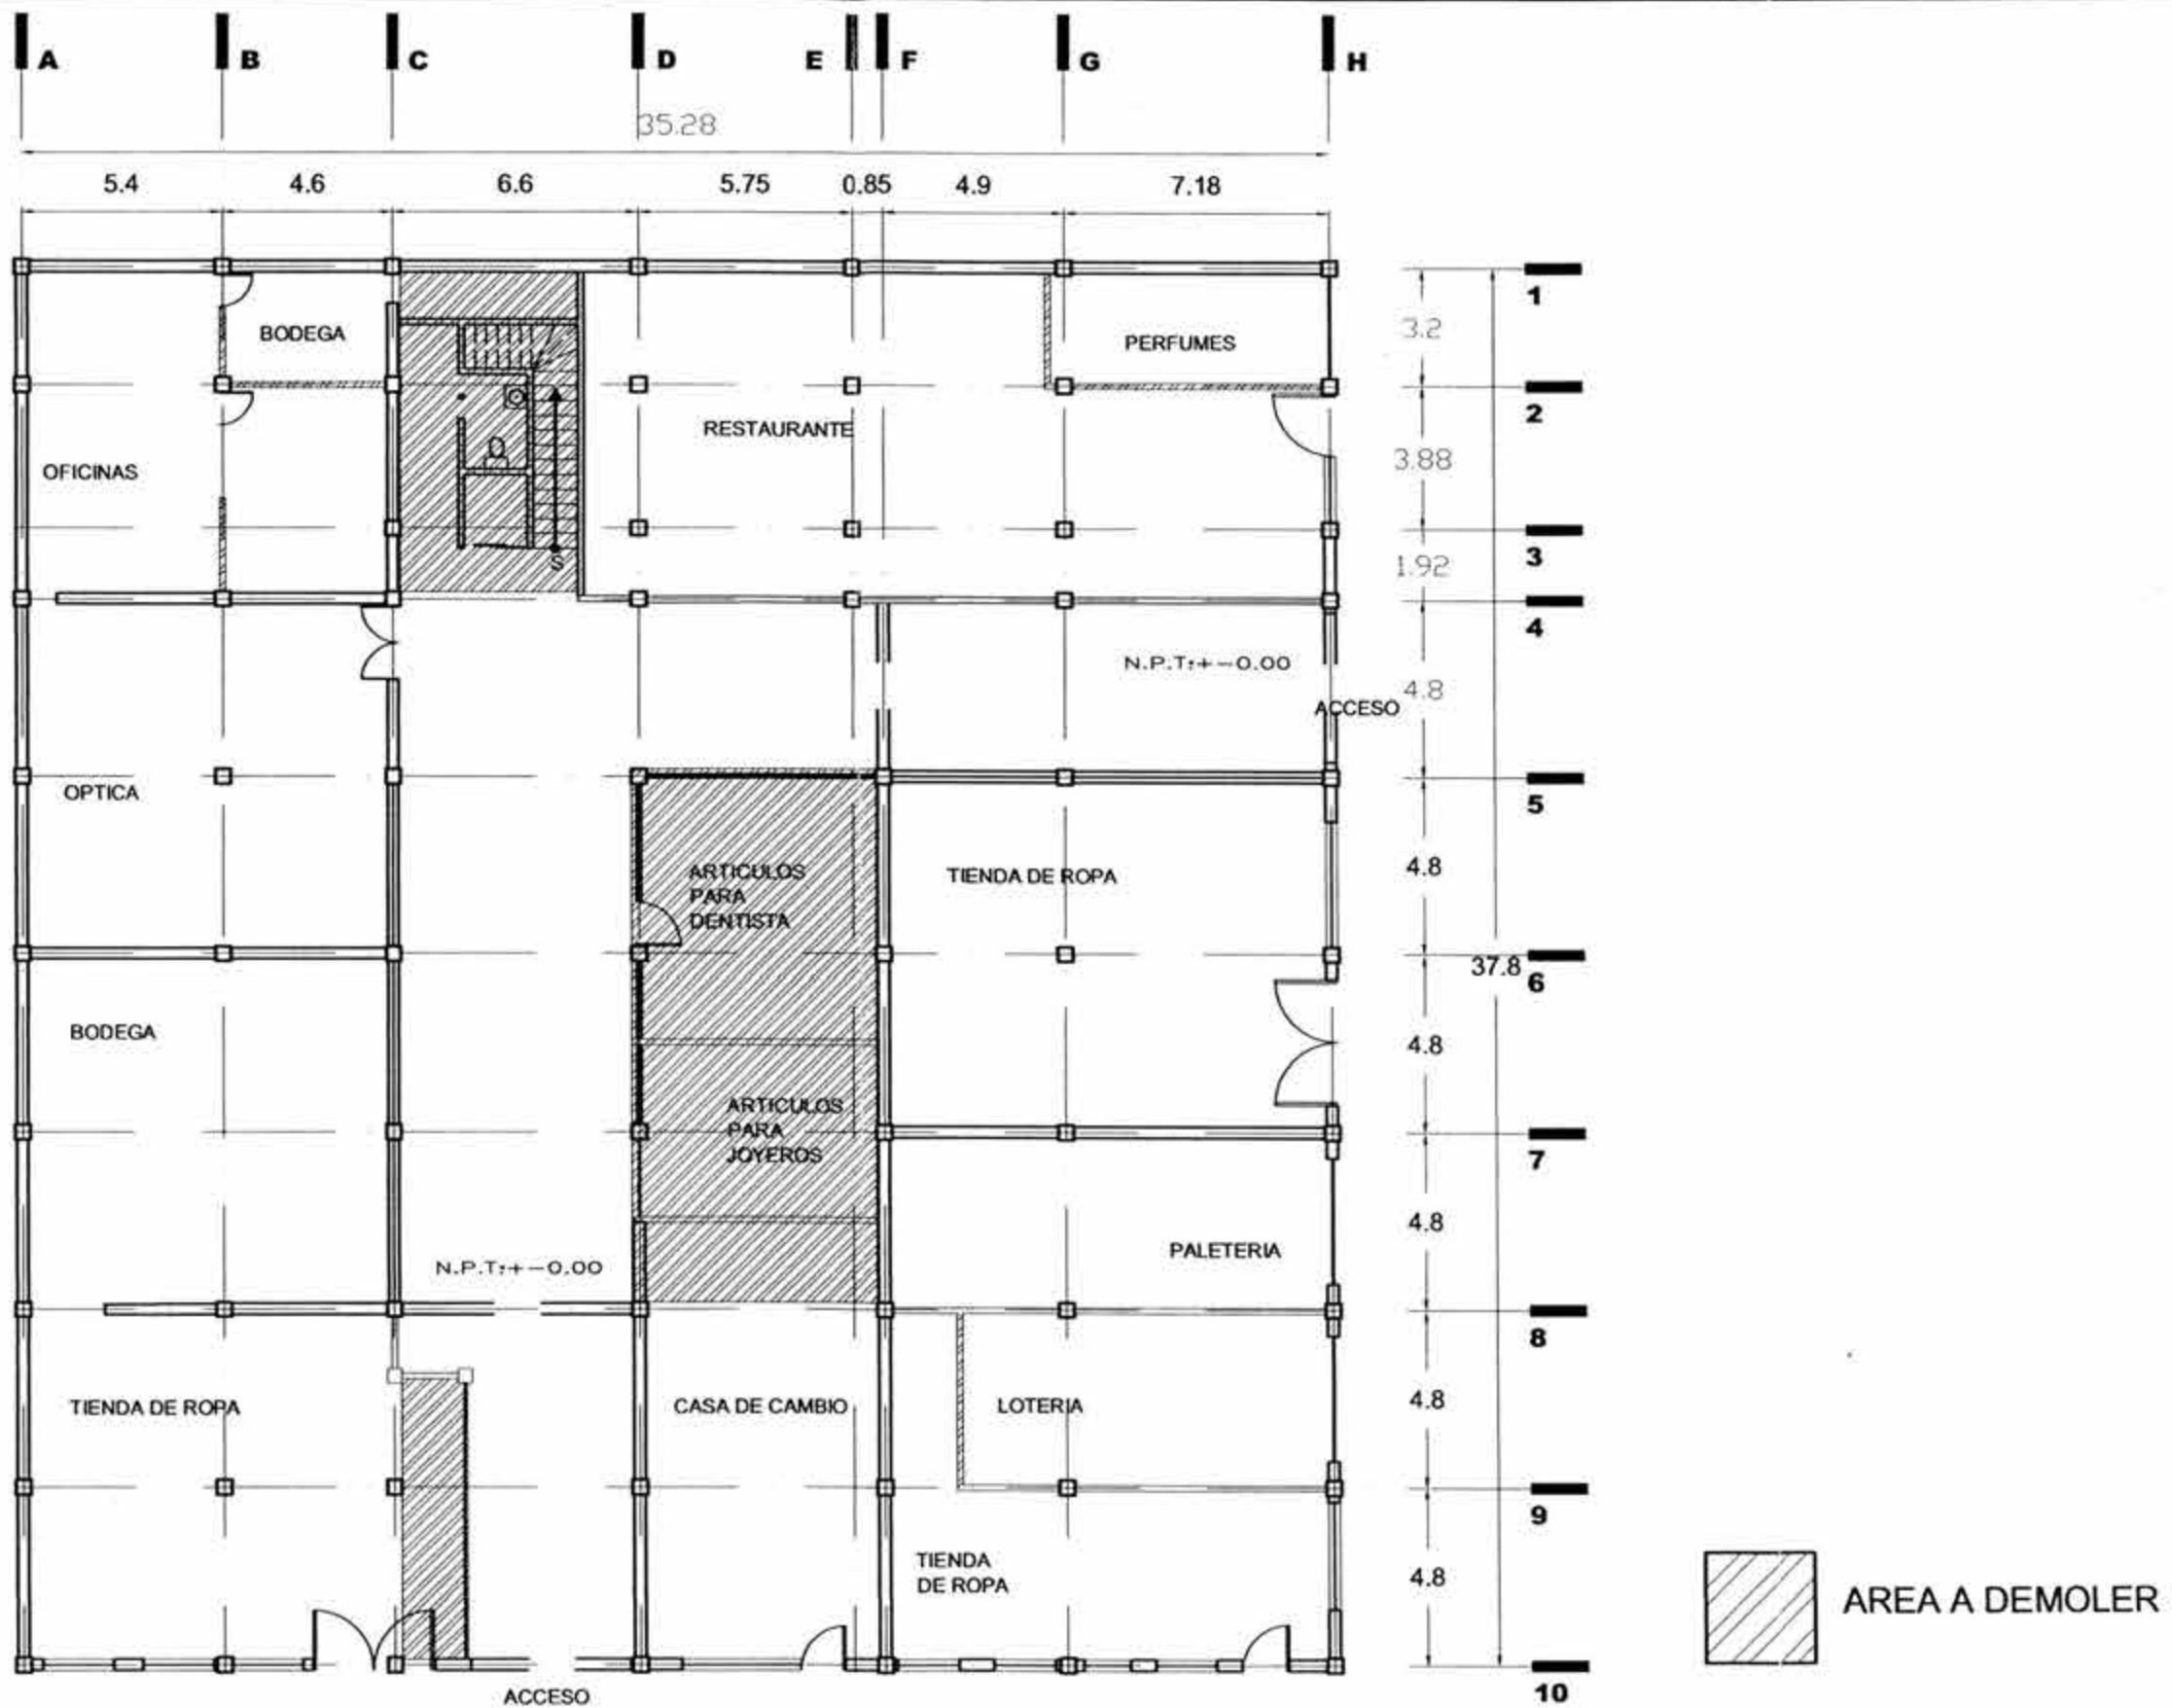 A B C D E F G H
35.28
5.4 4.6 6.6 5.75 0.85 4.9 7.18
1
BODEGA
3.2
PERFUMES
2
RESTAURANTE
3.88
OFICINAS
3
1.92
S
4
N.P.T:+-0.00
4.8
ACCESO
OPTICA
5
ARTICULOS
PARA
DENTISTA
TIENDA DE ROPA
4.8
37.8
6
BODEGA
4.8
ARTICULOS
PARA
JOYEROS
7
4.8
PALETERIA
N.P.T:+-0.00
8
TIENDA DE ROPA
CASA DE CAMBIO
LOTERIA
4.8
9
TIENDA
DE ROPA
4.8
AREA A DEMOLER
10
ACCESO